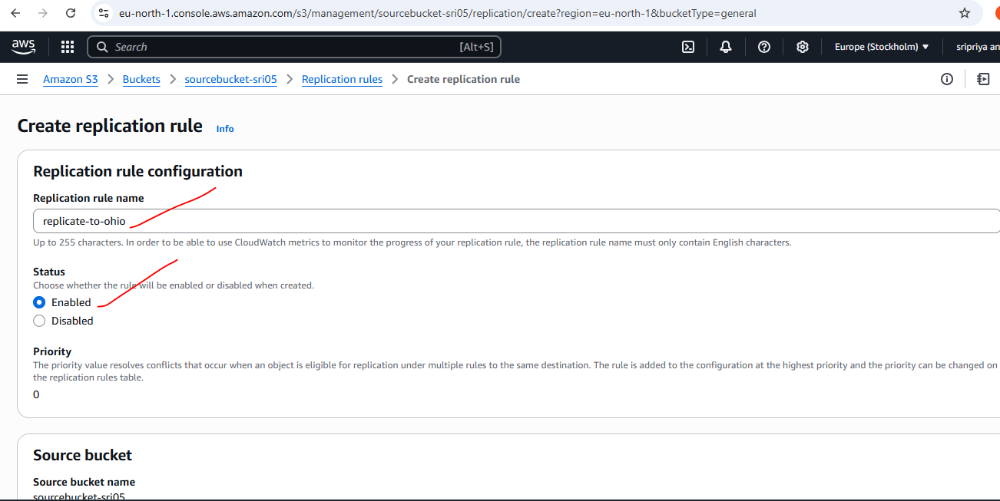 eu-north-1.console.aws.amazon.com/s3/management/sourcebucket-sri05/replication/create?region=eu-north-1&bucketType=general
aws Search [Alt+S] Europe (Stockholm) sripriya an
Amazon S3 > Buckets > sourcebucket-sri05 > Replication rules > Create replication rule
Create replication rule Info
Replication rule configuration
Replication rule name
replicate-to-ohio
Up to 255 characters. In order to be able to use CloudWatch metrics to monitor the progress of your replication rule, the replication rule name must only contain English characters.
Status
Choose whether the rule will be enabled or disabled when created.
Enabled
Disabled
Priority
The priority value resolves conflicts that occur when an object is eligible for replication under multiple rules to the same destination. The rule is added to the configuration at the highest priority and the priority can be changed on
the replication rules table.
0
Source bucket
Source bucket name
sourcebucket-sri05